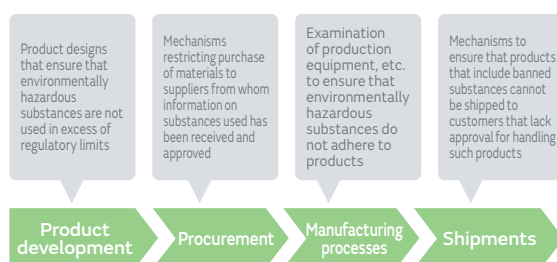 Product designs
that ensure that
environmentally
hazardous
substances are not
used in excess of
regulatory limits
Mechanisms
restricting purchase
of materials to
suppliers from whom
information on
substances used has
been received and
approved
Examination
of production
equipment, etc.
to ensure that
environmentally
hazardous
substances do
not adhere to
products
Mechanisms to
ensure that products
that include banned
substances cannot
be shipped to
customers that lack
approval for handling
such products
Product
development
Procurement
Manufacturing
processes
Shipments